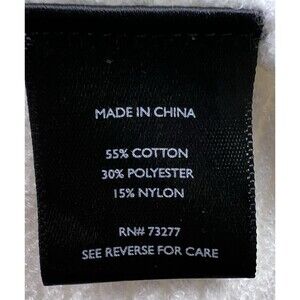 MADE IN CHINA
55% COTTON
30% POLYESTER
15% NYLON
RN# 73277
SEE REVERSE FOR CARE